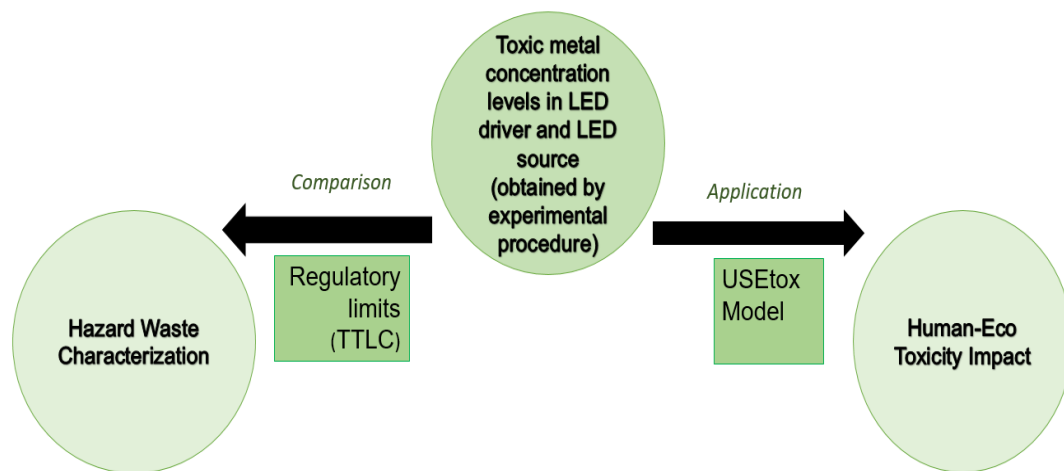 Toxic metal
concentration
levels in LED
driver and LED
source
(obtained by
experimental
procedure)
Comparison
Application
Regulatory
limits
(TTLC)
USEtox
Model
Hazard Waste
Characterization
Human-Eco
Toxicity Impact